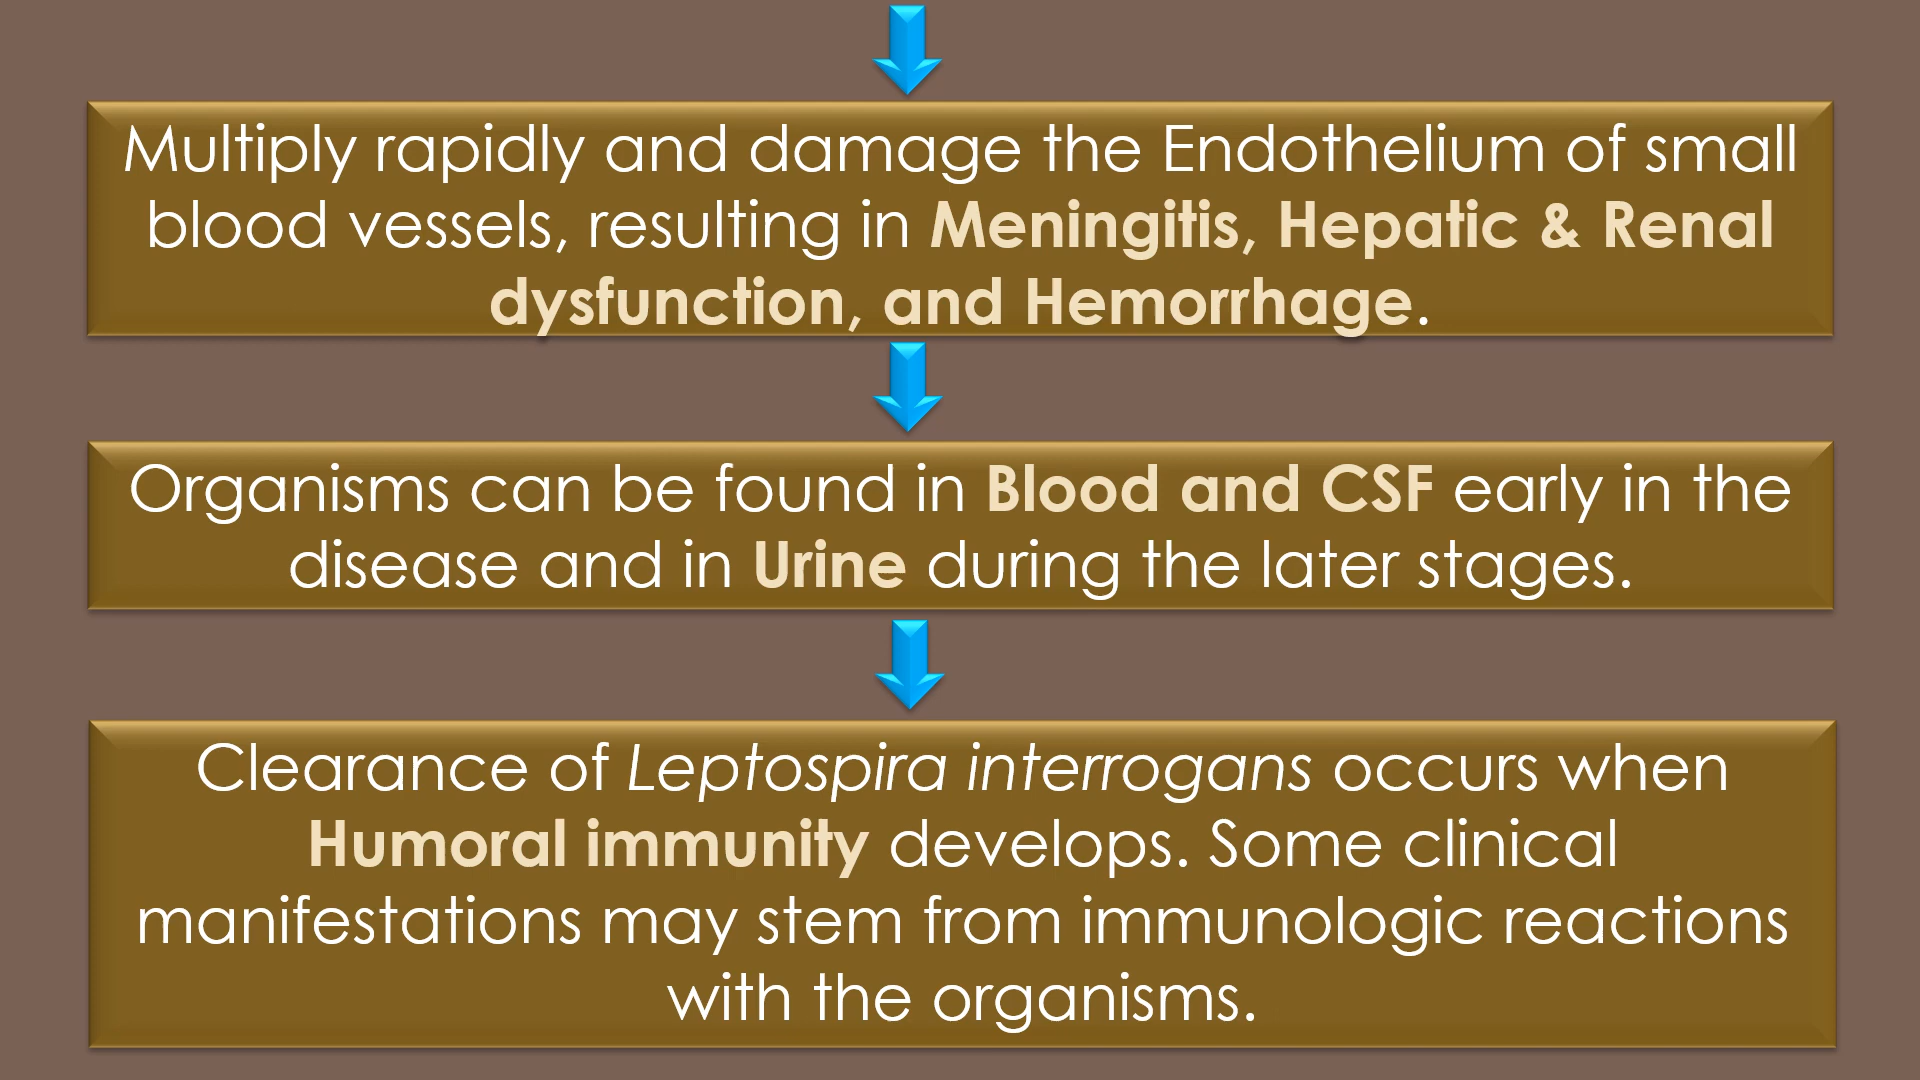 Multiply rapidly and damage the Endothelium of small
blood vessels, resulting in Meningitis, Hepatic & Renal
dysfunction, and Hemorrhage.
Organisms can be found in Blood and CSF early in the
disease and in Urine during the later stages.
Clearance of Leptospira interrogans occurs when
Humoral immunity develops. Some clinical
manifestations may stem from immunologic reactions
with the organisms.